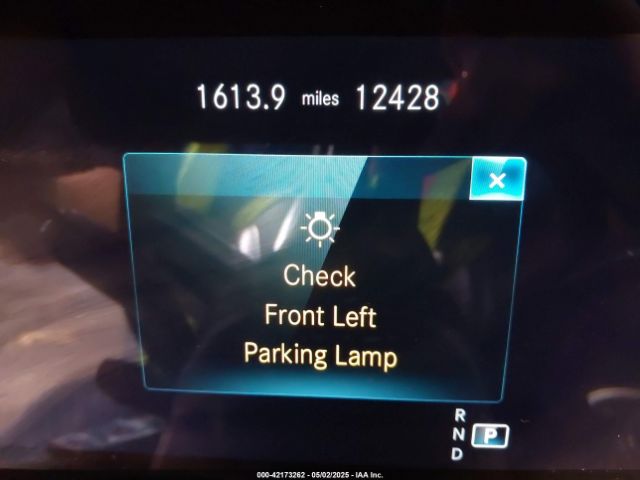 1613.9 miles 12428
×
Check
Front Left
Parking Lamp
R
N P
D
000-42173262 - 05/02/2025 - IAA Inc.